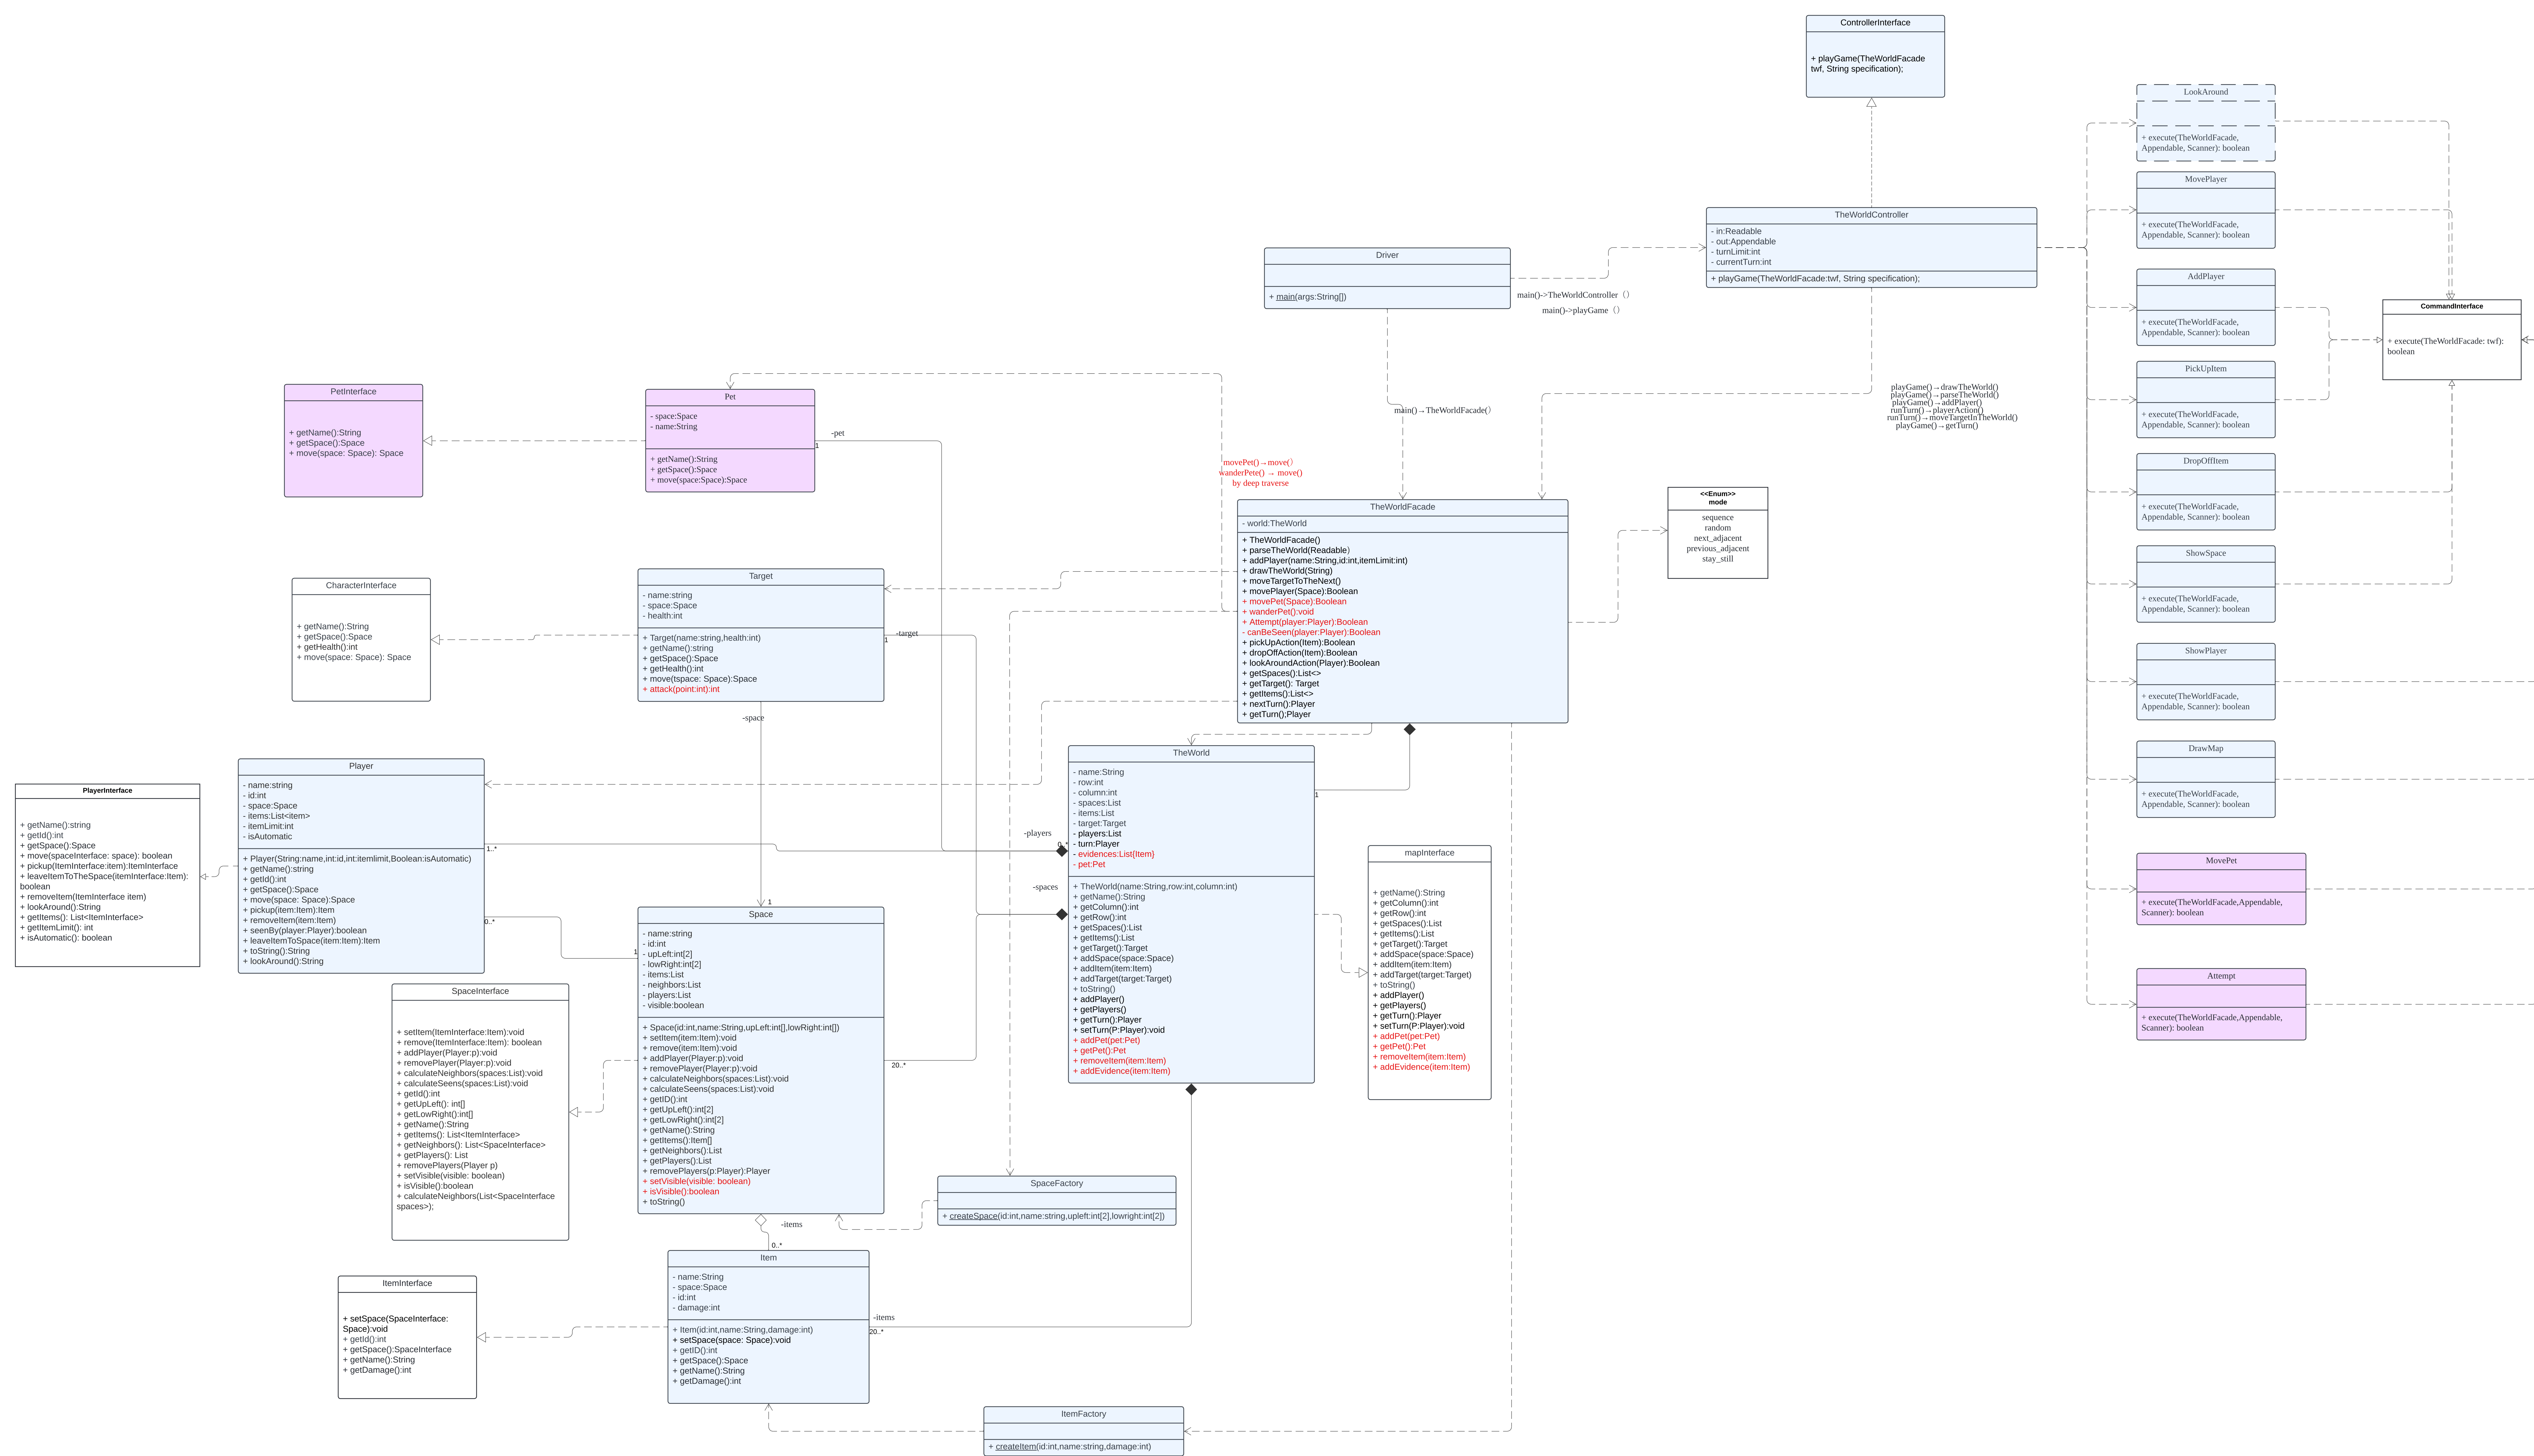 ControllerInterface
+ playGame(TheWorldFacade
twf, String specification);
LookAround
+ execute(TheWorldFacade,
Appendable, Scanner): boolean
MovePlayer
+ execute(TheWorldFacade,
Appendable, Scanner): boolean
TheWorldController
- in:Readable
- out:Appendable
- turnLimit:int
- currentTurn:int
+ playGame(TheWorldFacade:twf, String specification);
Driver
+ main(args:String[])
main()->TheWorldController（）
main()->playGame（）
AddPlayer
+ execute(TheWorldFacade,
Appendable, Scanner): boolean
CommandInterface
+ execute(TheWorldFacade: twf):
boolean
PickUpItem
+ execute(TheWorldFacade,
Appendable, Scanner): boolean
playGame()→drawTheWorld()
playGame()→parseTheWorld()
playGame()→addPlayer()
runTurn()→playerAction()
runTurn()→moveTargetInTheWorld()
playGame()→getTurn()
main()→TheWorldFacade(）
PetInterface
+ getName():String
+ getSpace():Space
+ move(space: Space): Space
Pet
- space:Space
- name:String
+ getName():String
+ getSpace():Space
+ move(space:Space):Space
-pet
1
movePet()→move(）
wanderPete() → move()
by deep traverse
DropOffItem
+ execute(TheWorldFacade,
Appendable, Scanner): boolean
<<Enum>>
mode
sequence
random
next_adjacent
previous_adjacent
stay_still
TheWorldFacade
- world:TheWorld
+ TheWorldFacade()
+ parseTheWorld(Readable）
+ addPlayer(name:String,id:int,itemLimit:int)
+ drawTheWorld(String)
+ moveTargetToTheNext()
+ movePlayer(Space):Boolean
+ movePet(Space):Boolean
+ wanderPet():void
+ Attempt(player:Player):Boolean
- canBeSeen(player:Player):Boolean
+ pickUpAction(Item):Boolean
+ dropOffAction(Item):Boolean
+ lookAroundAction(Player):Boolean
+ getSpaces():List<>
+ getTarget(): Target
+ getItems():List<>
+ nextTurn():Player
+ getTurn();Player
ShowSpace
+ execute(TheWorldFacade,
Appendable, Scanner): boolean
CharacterInterface
+ getName():String
+ getSpace():Space
+ getHealth():int
+ move(space: Space): Space
Target
- name:string
- space:Space
- health:int
+ Target(name:string,health:int)
+ getName():string
+ getSpace():Space
+ getHealth():int
+ move(tspace: Space):Space
+ attack(point:int):int
-target
1
-space
ShowPlayer
+ execute(TheWorldFacade,
Appendable, Scanner): boolean
DrawMap
+ execute(TheWorldFacade,
Appendable, Scanner): boolean
PlayerInterface
+ getName():string
+ getId():int
+ getSpace():Space
+ move(spaceInterface: space): boolean
+ pickup(ItemInterface:item):ItemInterface
+ leaveItemToTheSpace(itemInterface:Item):
boolean
+ removeItem(ItemInterface item)
+ lookAround():String
+ getItems(): List<ItemInterface>
+ getItemLimit(): int
+ isAutomatic(): boolean
Player
- name:string
- id:int
- space:Space
- items:List<item>
- itemLimit:int
- isAutomatic
+ Player(String:name,int:id,int:itemlimit,Boolean:isAutomatic)
+ getName():string
+ getId():int
+ getSpace():Space
+ move(space: Space):Space
+ pickup(item:Item):Item
+ removeItem(item:Item)
+ seenBy(player:Player):boolean
+ leaveItemToSpace(item:Item):Item
+ toString():String
+ lookAround():String
1..*
0..*
1
1
-players
0..*
-spaces
TheWorld
- name:String
- row:int
- column:int
- spaces:List
- items:List
- target:Target
- players:List
- turn:Player
- evidences:List{Item}
- pet:Pet
+ TheWorld(name:String,row:int,column:int)
+ getName():String
+ getColumn():int
+ getRow():int
+ getSpaces():List
+ getItems():List
+ getTarget():Target
+ addSpace(space:Space)
+ addItem(item:Item)
+ addTarget(target:Target)
+ toString()
+ addPlayer()
+ getPlayers()
+ getTurn():Player
+ setTurn(P:Player):void
+ addPet(pet:Pet)
+ getPet():Pet
+ removeItem(item:Item)
+ addEvidence(item:Item)
1
mapInterface
+ getName():String
+ getColumn():int
+ getRow():int
+ getSpaces():List
+ getItems():List
+ getTarget():Target
+ addSpace(space:Space)
+ addItem(item:Item)
+ addTarget(target:Target)
+ toString()
+ addPlayer()
+ getPlayers()
+ getTurn():Player
+ setTurn(P:Player):void
+ addPet(pet:Pet)
+ getPet():Pet
+ removeItem(item:Item)
+ addEvidence(item:Item)
MovePet
+ execute(TheWorldFacade,Appendable,
Scanner): boolean
Attempt
+ execute(TheWorldFacade,Appendable,
Scanner): boolean
SpaceInterface
+ setItem(ItemInterface:Item):void
+ remove(ItemInterface:Item): boolean
+ addPlayer(Player:p):void
+ removePlayer(Player:p):void
+ calculateNeighbors(spaces:List):void
+ calculateSeens(spaces:List):void
+ getId():int
+ getUpLeft(): int[]
+ getLowRight():int[]
+ getName():String
+ getItems(): List<ItemInterface>
+ getNeighbors(): List<SpaceInterface>
+ getPlayers(): List
+ removePlayers(Player p)
+ setVisible(visible: boolean)
+ isVisible():boolean
+ calculateNeighbors(List<SpaceInterface
spaces>);
Space
- name:string
- id:int
- upLeft:int[2]
- lowRight:int[2]
- items:List
- neighbors:List
- players:List
- visible:boolean
+ Space(id:int,name:String,upLeft:int[],lowRight:int[])
+ setItem(item:Item):void
+ remove(item:Item):void
+ addPlayer(Player:p):void
+ removePlayer(Player:p):void
+ calculateNeighbors(spaces:List):void
+ calculateSeens(spaces:List):void
+ getID():int
+ getUpLeft():int[2]
+ getLowRight():int[2]
+ getName():String
+ getItems():Item[]
+ getNeighbors():List
+ getPlayers():List
+ removePlayers(p:Player):Player
+ setVisible(visible: boolean)
+ isVisible():boolean
+ toString()
20..*
SpaceFactory
+ createSpace(id:int,name:string,upleft:int[2],lowright:int[2])
-items
0..*
ItemInterface
+ setSpace(SpaceInterface:
Space):void
+ getId():int
+ getSpace():SpaceInterface
+ getName():String
+ getDamage():int
Item
- name:String
- space:Space
- id:int
- damage:int
+ Item(id:int,name:String,damage:int)
+ setSpace(space: Space):void
+ getID():int
+ getSpace():Space
+ getName():String
+ getDamage():int
-items
20..*
ItemFactory
+ createItem(id:int,name:string,damage:int)